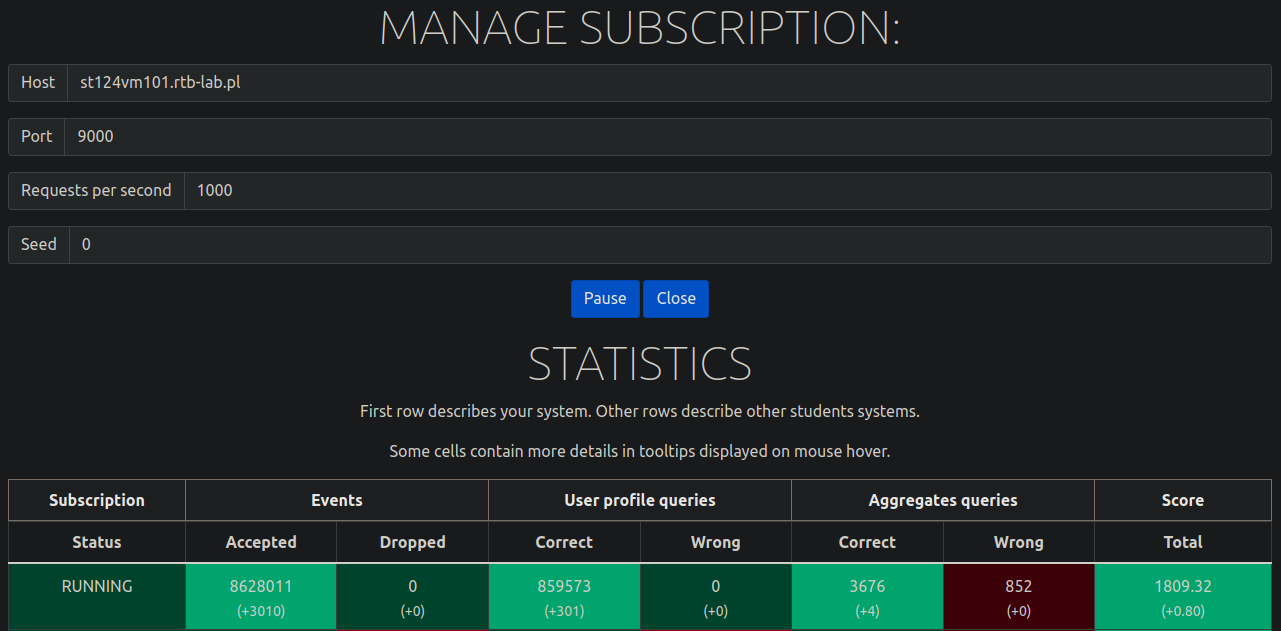 MANAGE SUBSCRIPTION:
Host st124vm101.rtb-lab.pl
Port 9000
Requests per second 1000
Seed 0
Pause Close
STATISTICS
First row describes your system. Other rows describe other students systems.
Some cells contain more details in tooltips displayed on mouse hover.
Subscription Events User profile queries Aggregates queries Score
Status Accepted Dropped Correct Wrong Correct Wrong Total
RUNNING 8628011 0 859573 0 3676 852 1809.32
(+3010) (+0) (+301) (+0) (+4) (+0) (+0.80)